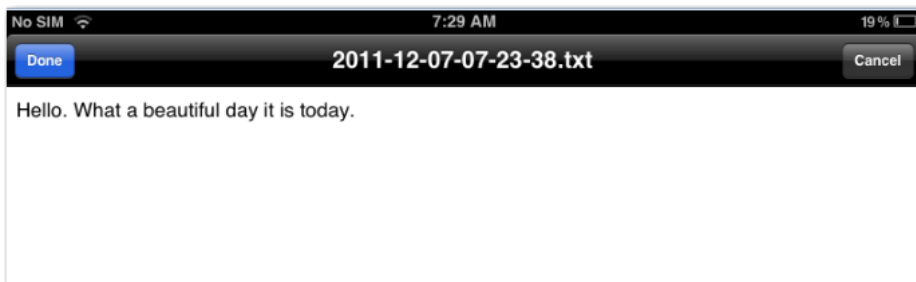 No SIM 7:29 AM 19%
Done 2011-12-07-07-23-38.txt Cancel
Hello. What a beautiful day it is today.